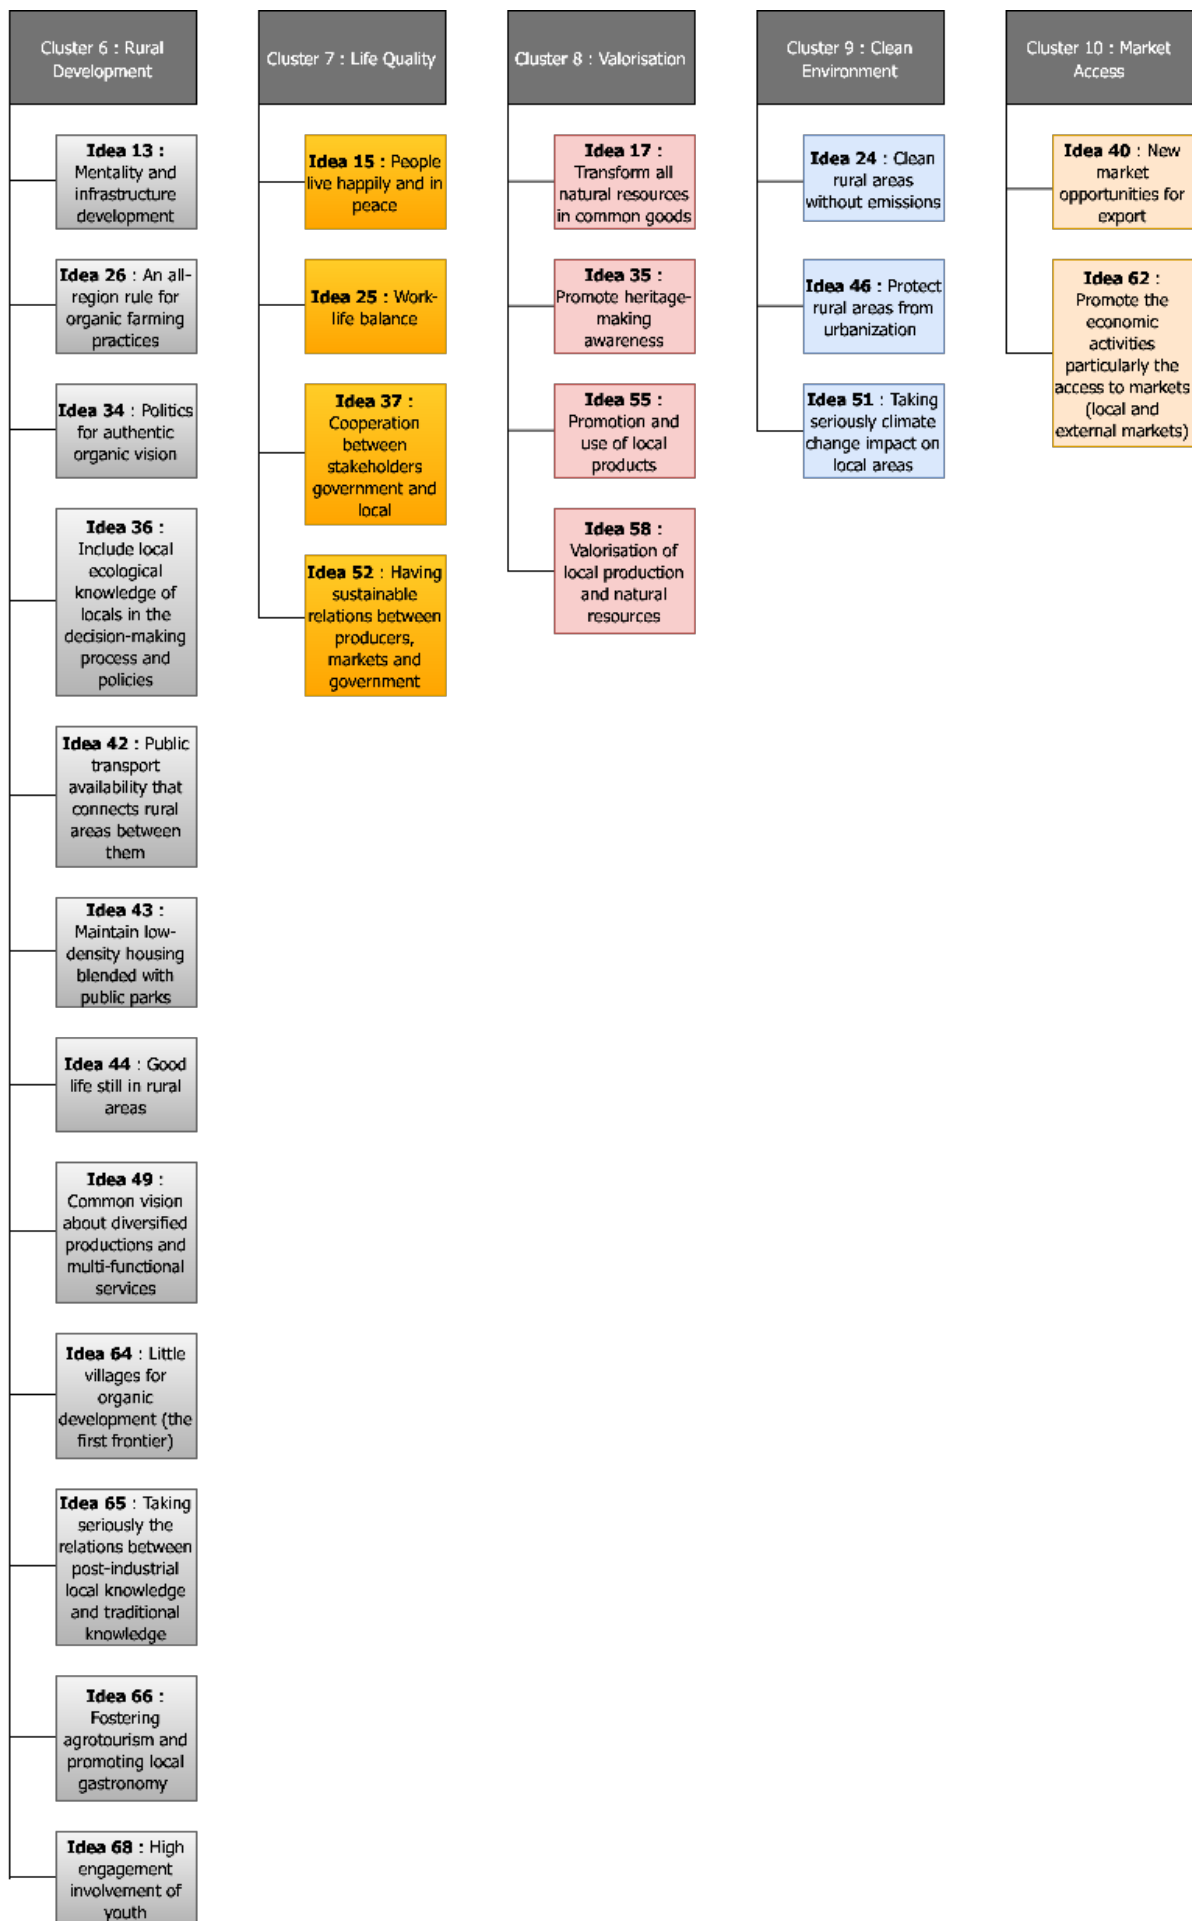 Cluster 6 : Rural
Development
Idea 13 :
Mentality and
infrastructure
development
Idea 26 : An all-
region rule for
organic farming
practices
Idea 34 : Politics
for authentic
organic vision
Idea 36 :
Include local
ecological
knowledge of
locals in the
decision-making
process and
policies
Idea 42 : Public
transport
availability that
connects rural
areas between
them
Idea 43 :
Maintain low-
density housing
blended with
public parks
Idea 44 : Good
life still in rural
areas
Idea 49 :
Common vision
about diversified
productions and
multi-functional
services
Idea 64 : Little
villages for
organic
development (the
first frontier)
Idea 65 : Taking
seriously the
relations between
post-industrial
local knowledge
and traditional
knowledge
Idea 66 :
Fostering
agrotourism and
promoting local
gastronomy
Idea 68 : High
engagement
involvement of
youth
Cluster 7 : Life Quality
Idea 15 : People
live happily and in
peace
Idea 25 : Work-
life balance
Idea 37 :
Cooperation
between
stakeholders
government and
local
Idea 52 : Having
sustainable
relations between
producers,
markets and
government
Cluster 8 : Valorisation
Idea 17 :
Transform all
natural resources
in common goods
Idea 35 :
Promote heritage-
making
awareness
Idea 55 :
Promotion and
use of local
products
Idea 58 :
Valorisation of
local production
and natural
resources
Cluster 9 : Clean
Environment
Idea 24 : Clean
rural areas
without emissions
Idea 46 : Protect
rural areas from
urbanization
Idea 51 : Taking
seriously climate
change impact on
local areas
Cluster 10 : Market
Access
Idea 40 : New
market
opportunities for
export
Idea 62 :
Promote the
economic
activities
particularly the
access to markets
(local and
external markets)